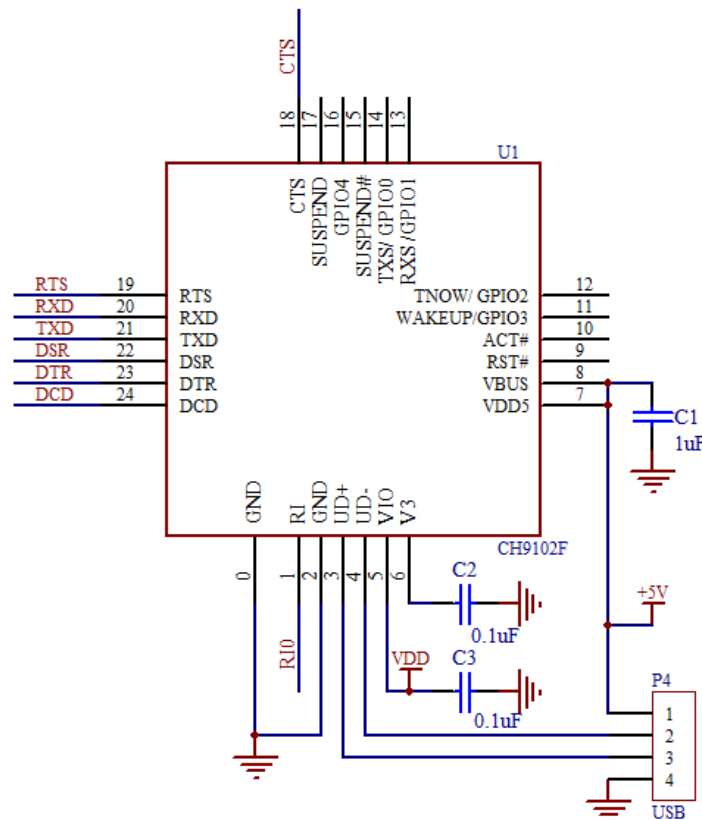 CTS
18
17
16
15
14
13
U1
CTS
SUSPEND
GPIO4
SUSPEND#
TXS/ GPIO0
RXS /GPIO1
RTS 19 RTS
RXD 20 RXD
TXD 21 TXD
DSR 22 DSR
DTR 23 DTR
DCD 24 DCD
TNOW/ GPIO2 12
WAKEUP/GPIO3 11
ACT# 10
RST# 9
VBUS 8
VDD5 7
C1
1uF
GND
RI
GND
UD+
UD-
VIO
V3
CH9102F
0
1
2
3
4
5
6
C2
0.1uF
+5V
RI0
VDD
C3
0.1uF
P4
1
2
3
4
USB